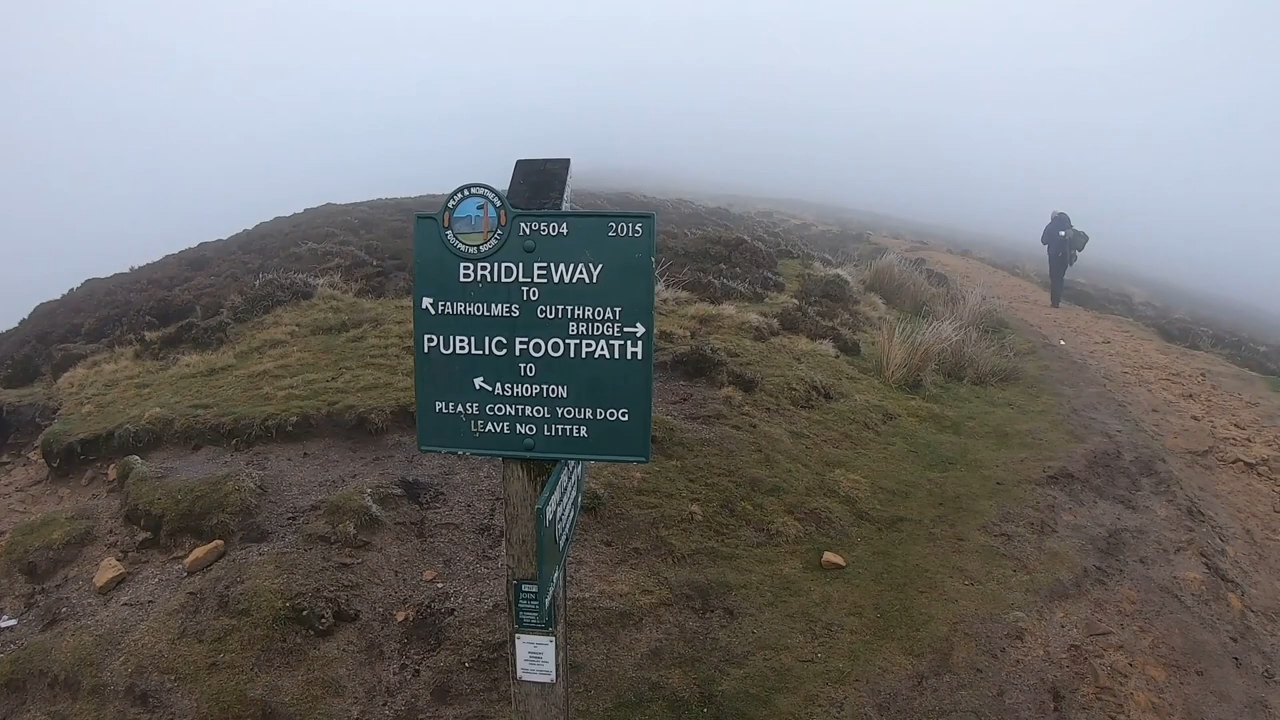 PEAK & NORTHERN
FOOTPATHS SOCIETY
Nº504 2015
BRIDLEWAY
TO
FAIRHOLMES CUTTHROAT
BRIDGE
PUBLIC FOOTPATH
TO
ASHOPTON
PLEASE CONTROL YOUR DOG
LEAVE NO LITTER
JOIN